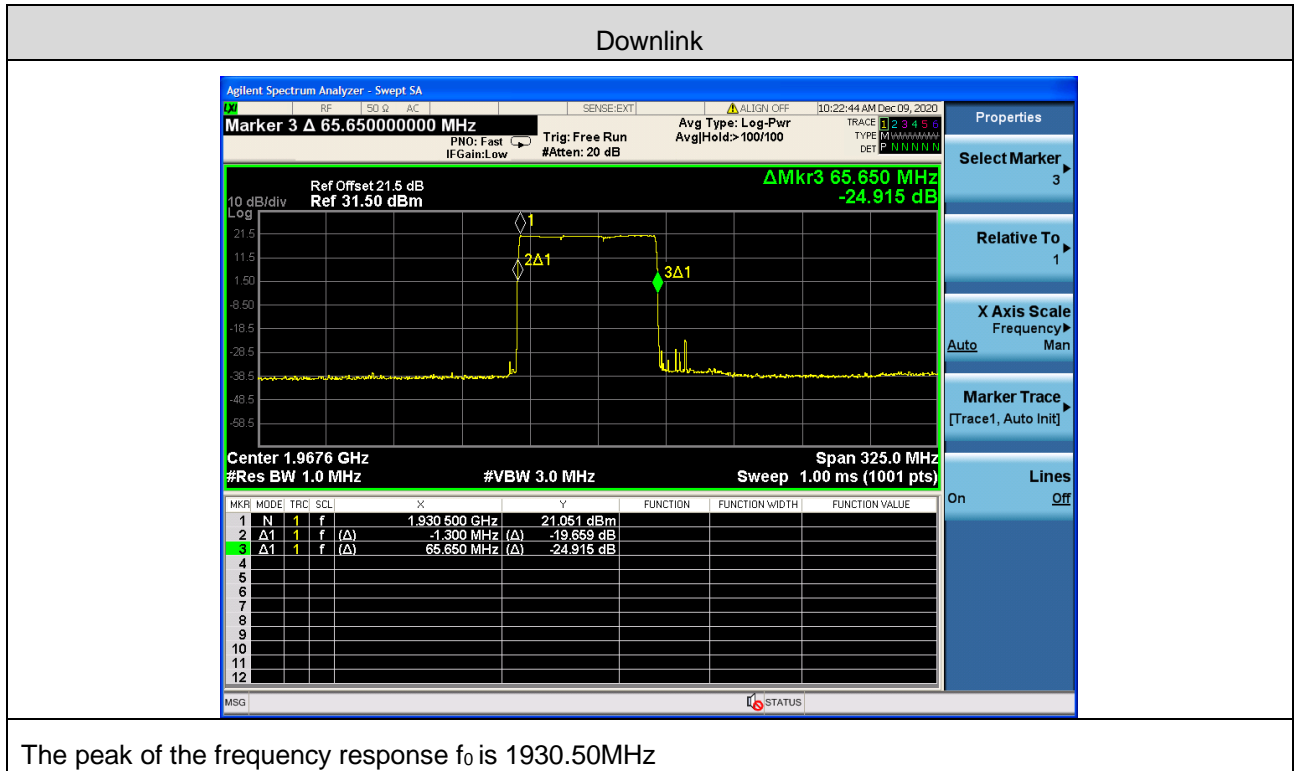 Downlink
Agilent Spectrum Analyzer - Swept SA
LXI RF 50 Ω AC SENSE:EXT ALIGN OFF 10:22:44 AM Dec 09, 2020
Marker 3 Δ 65.650000000 MHz
PNO: Fast
IFGain:Low
Trig: Free Run
#Atten: 20 dB
Avg Type: Log-Pwr
Avg|Hold:>100/100
TRACE 1 2 3 4 5 6
TYPE M
DET P N N N N N
ΔMkr3 65.650 MHz
-24.915 dB
Ref Offset 21.5 dB
10 dB/div Ref 31.50 dBm
Log
21.5
11.5
1.50
-8.50
-18.5
-28.5
-38.5
-48.5
-58.5
1
2Δ1
3Δ1
Center 1.9676 GHz Span 325.0 MHz
#Res BW 1.0 MHz #VBW 3.0 MHz Sweep 1.00 ms (1001 pts)
MKR MODE TRC SCL X Y FUNCTION FUNCTION WIDTH FUNCTION VALUE
1 N 1 f 1.930 500 GHz 21.051 dBm
2 Δ1 1 f (Δ) -1.300 MHz (Δ) -19.659 dB
3 Δ1 1 f (Δ) 65.650 MHz (Δ) -24.915 dB
4
5
6
7
8
9
10
11
12
MSG STATUS
Properties
Select Marker
3
Relative To
1
X Axis Scale
Frequency
Auto Man
Marker Trace
[Trace1, Auto Init]
Lines
On Off
The peak of the frequency response f₀ is 1930.50MHz